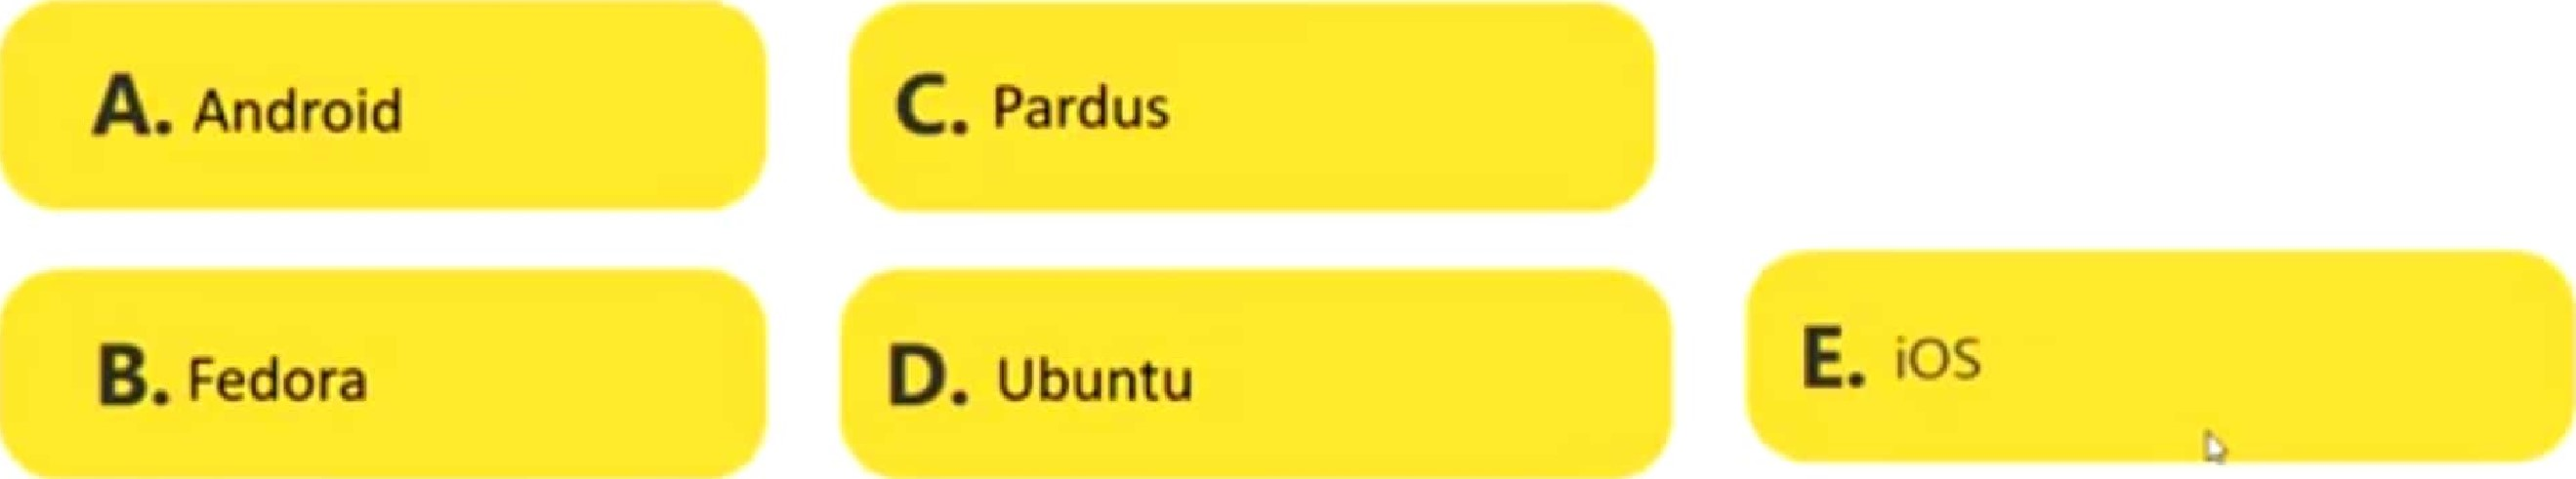 A. Android
B. Fedora
C. Pardus
D. Ubuntu
E. iOS